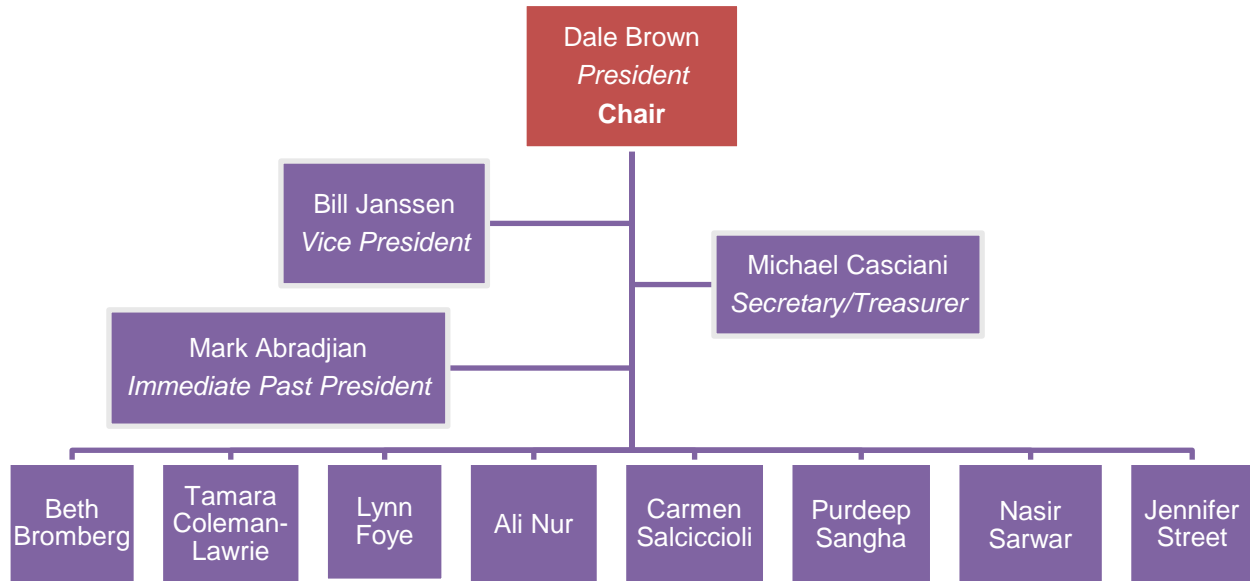 Dale Brown
President
Chair
Bill Janssen
Vice President
Michael Casciani
Secretary/Treasurer
Mark Abradjian
Immediate Past President
Beth
Bromberg
Tamara
Coleman-
Lawrie
Lynn
Foye
Ali Nur
Carmen
Salciccioli
Purdeep
Sangha
Nasir
Sarwar
Jennifer
Street